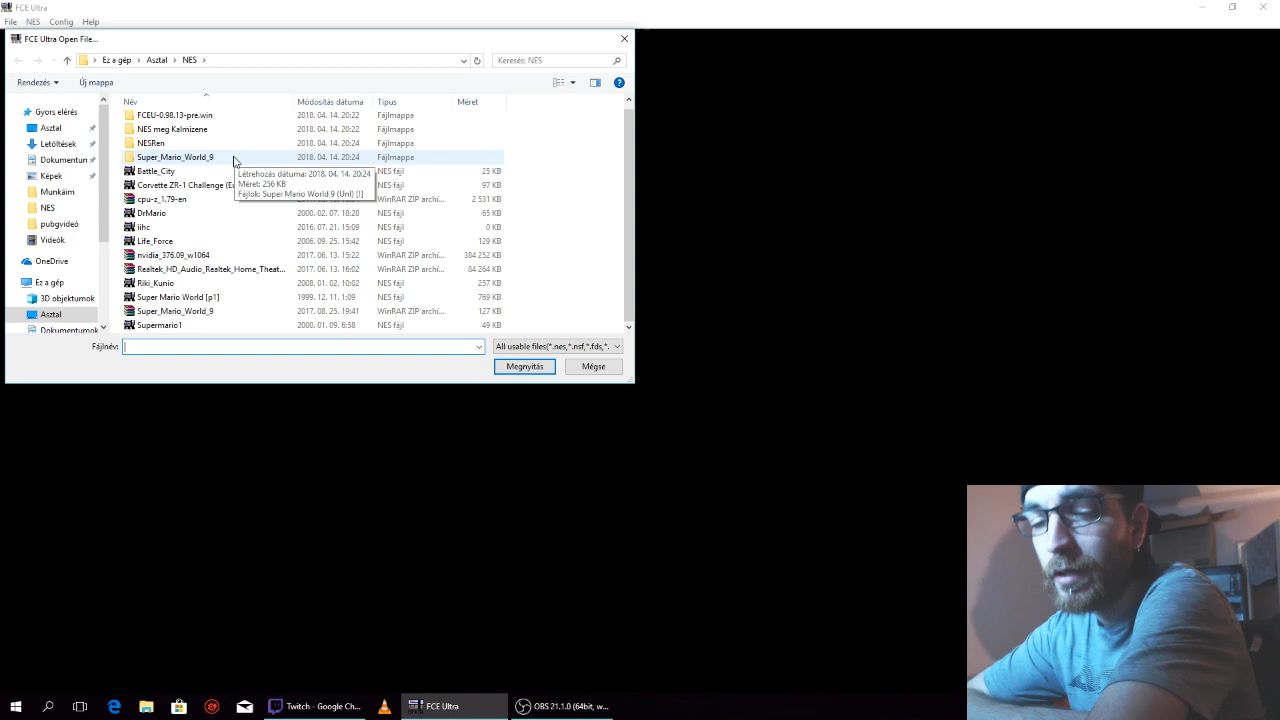 FCE Ultra
File NES Config Help
FCE Ultra Open File...
Ez a gép Asztal NES
Keresés: NES
Rendezés Új mappa
Név Módosítás dátuma Típus Méret
Gyors elérés
Asztal
Letöltések
Dokumentun
Képek
Munkáim
NES
pubgvideó
Videók
OneDrive
Ez a gép
3D objektumok
Asztal
Dokumentumok
FCEU-0.98.13-pre.win 2018. 04. 14. 20:22 Fájlmappa
NES meg Kalmizene 2018. 04. 14. 20:22 Fájlmappa
NESRen 2018. 04. 14. 20:24 Fájlmappa
Super_Mario_World_9 2018. 04. 14. 20:24 Fájlmappa
Battle_City NES fájl 25 KB
Corvette ZR-1 Challenge NES fájl 97 KB
cpu-z_1.79-en WinRAR ZIP archí... 2 531 KB
DrMario 2000. 02. 07. 18:28 NES fájl 65 KB
iihc 2016. 07. 21. 15:09 NES fájl 0 KB
Life_Force 2006. 09. 25. 15:42 NES fájl 129 KB
nvidia_376.09_w1064 2017. 06. 13. 15:22 WinRAR ZIP archí... 384 252 KB
Realtek_HD_Audio_Realtek_Home_Theat... 2017. 06. 13. 16:02 WinRAR ZIP archí... 84 264 KB
Riki_Kunio 2008. 01. 02. 10:02 NES fájl 257 KB
Super Mario World [p1] 1999. 12. 11. 1:09 NES fájl 769 KB
Super_Mario_World_9 2017. 08. 25. 19:41 WinRAR ZIP archí... 127 KB
Supermario1 2000. 01. 09. 6:58 NES fájl 49 KB
Létrehozás dátuma: 2018. 04. 14. 20:24
Méret: 256 KB
Fájlok: Super Mario World 9 (Unl) [!]
Fájlnév:
All usable files(*.nes,*.nsf,*.fds,*.
Megnyitás Mégse
Twitch - Google Ch...
FCE Ultra
OBS 21.1.0 (64bit, w...